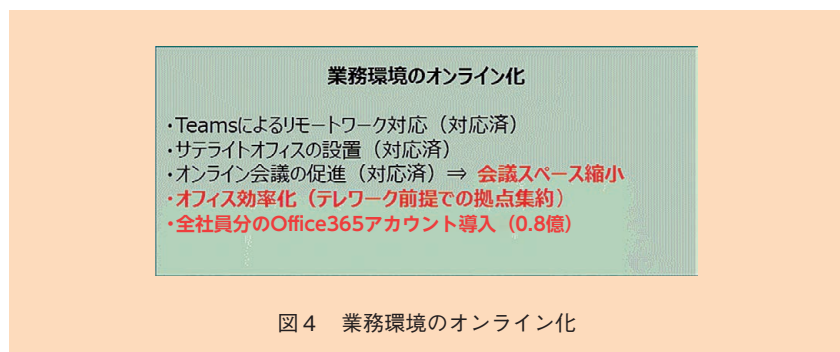 業務環境のオンライン化
・Teamsによるリモートワーク対応（対応済）
・サテライトオフィスの設置（対応済）
・オンライン会議の促進（対応済）⇒ 会議スペース縮小
・オフィス効率化（テレワーク前提での拠点集約）
・全社員分のOffice365アカウント導入（0.8億）
図４　業務環境のオンライン化